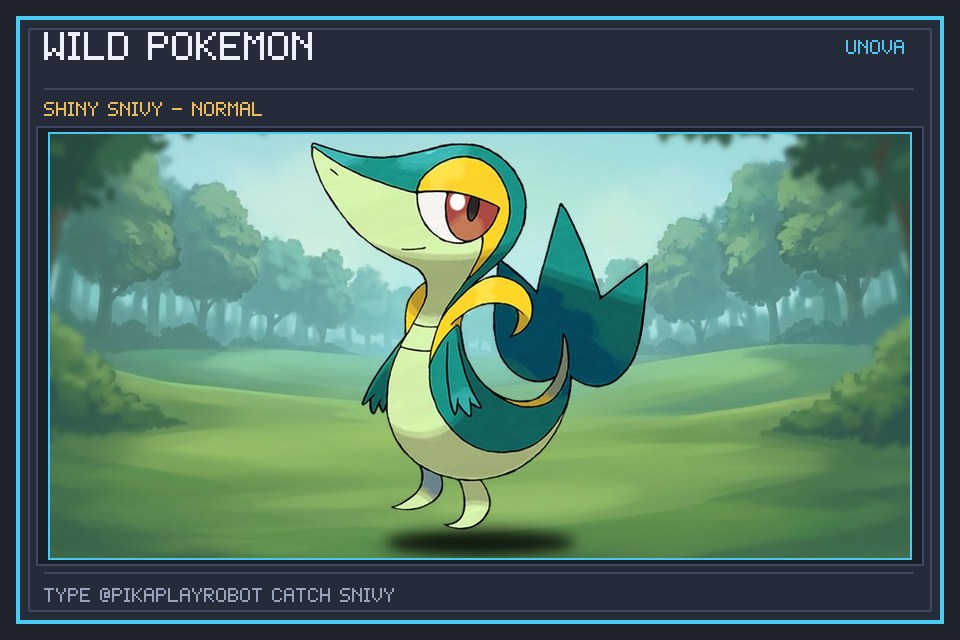 WILD POKEMON
UNOVA
SHINY SNIVY - NORMAL
TYPE @PIKAPLAYROBOT CATCH SNIVY